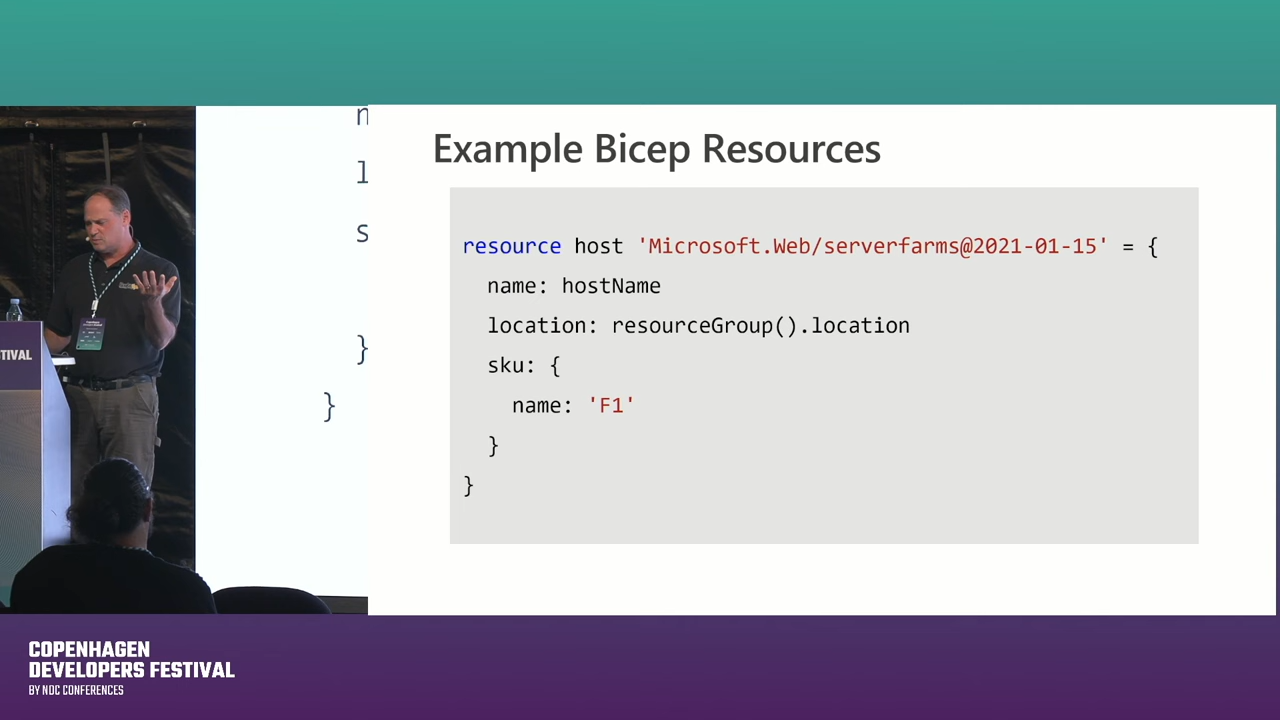 Example Bicep Resources
resource host 'Microsoft.Web/serverfarms@2021-01-15' = {
name: hostName
location: resourceGroup().location
sku: {
name: 'F1'
}
}
n
l
s
}
}
STIVAL
COPENHAGEN
DEVELOPERS FESTIVAL
BY NDC CONFERENCES